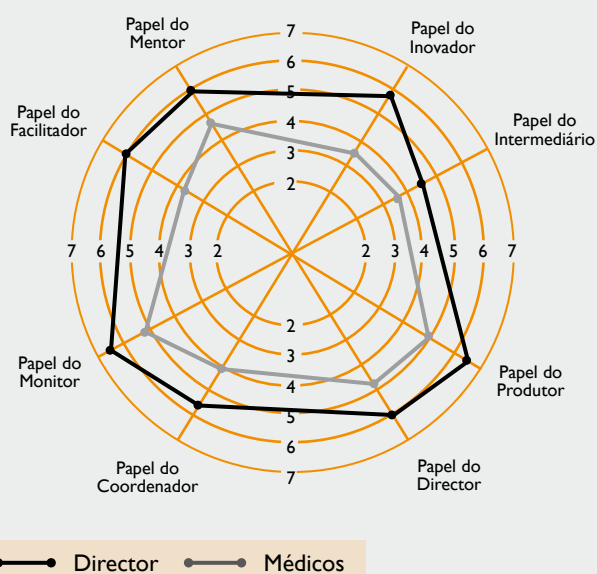 7
Papel do
Mentor
Papel do
Inovador
6
5
Papel do
Facilitador
Papel do
Intermediário
4
3
2
7 6 5 4 3 2
2 3 4 5 6 7
2
3
4
5
6
7
Papel do
Monitor
Papel do
Produtor
Papel do
Coordenador
Papel do
Director
Director
Médicos